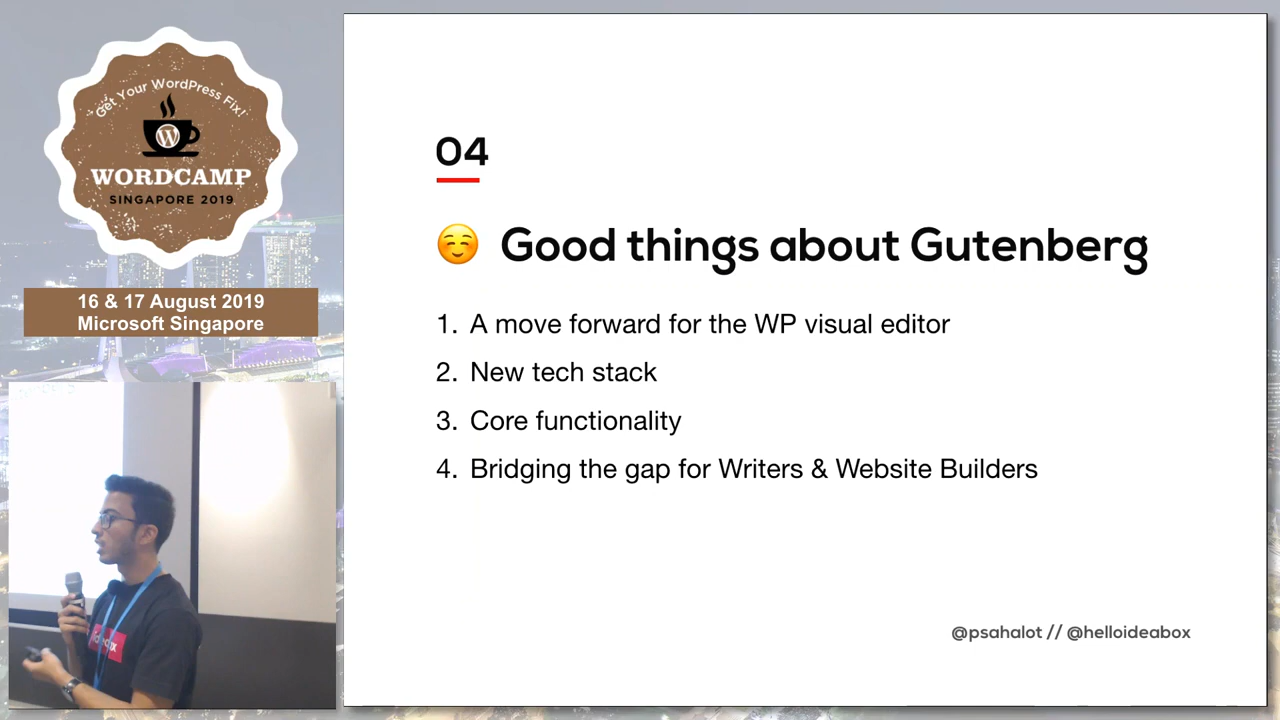 Get Your WordPress Fix!
WORDCAMP
SINGAPORE 2019
16 & 17 August 2019
Microsoft Singapore
04
☺️ Good things about Gutenberg
1. A move forward for the WP visual editor
2. New tech stack
3. Core functionality
4. Bridging the gap for Writers & Website Builders
@psahalot // @helloideabox